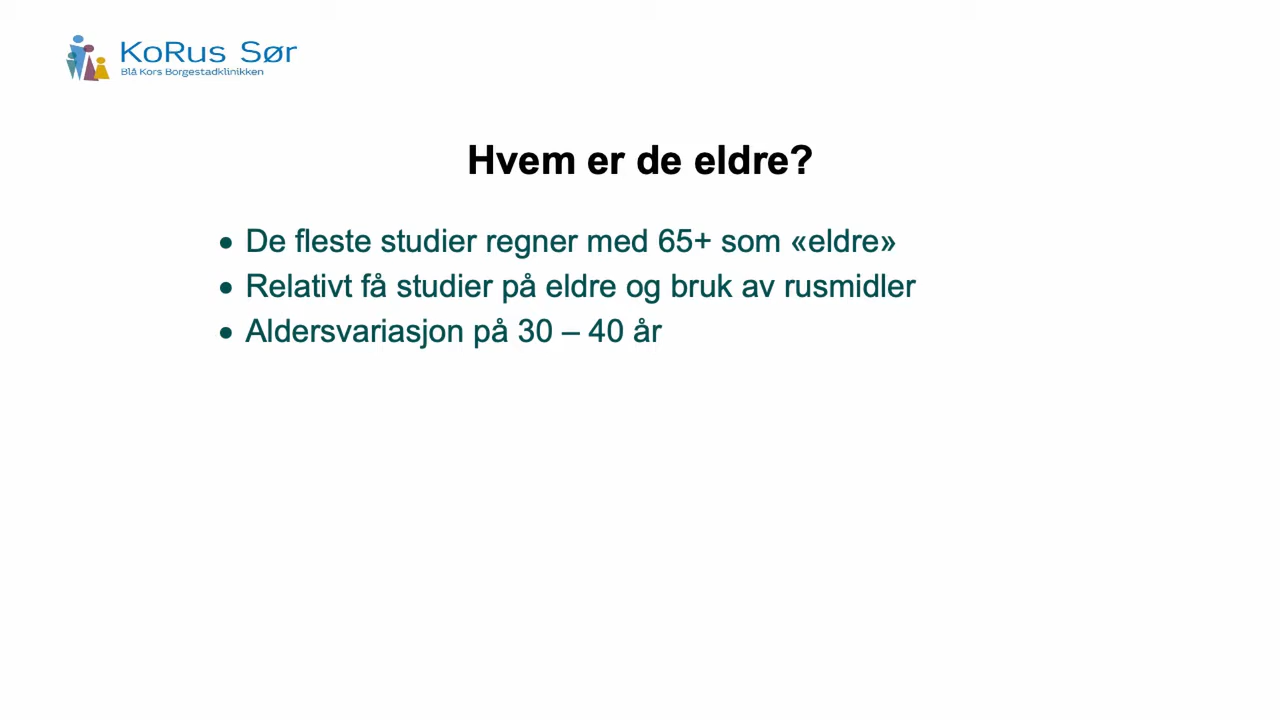 KoRus Sør
Blå Kors Borgestadklinikken
Hvem er de eldre?
• De fleste studier regner med 65+ som «eldre»
• Relativt få studier på eldre og bruk av rusmidler
• Aldersvariasjon på 30 – 40 år